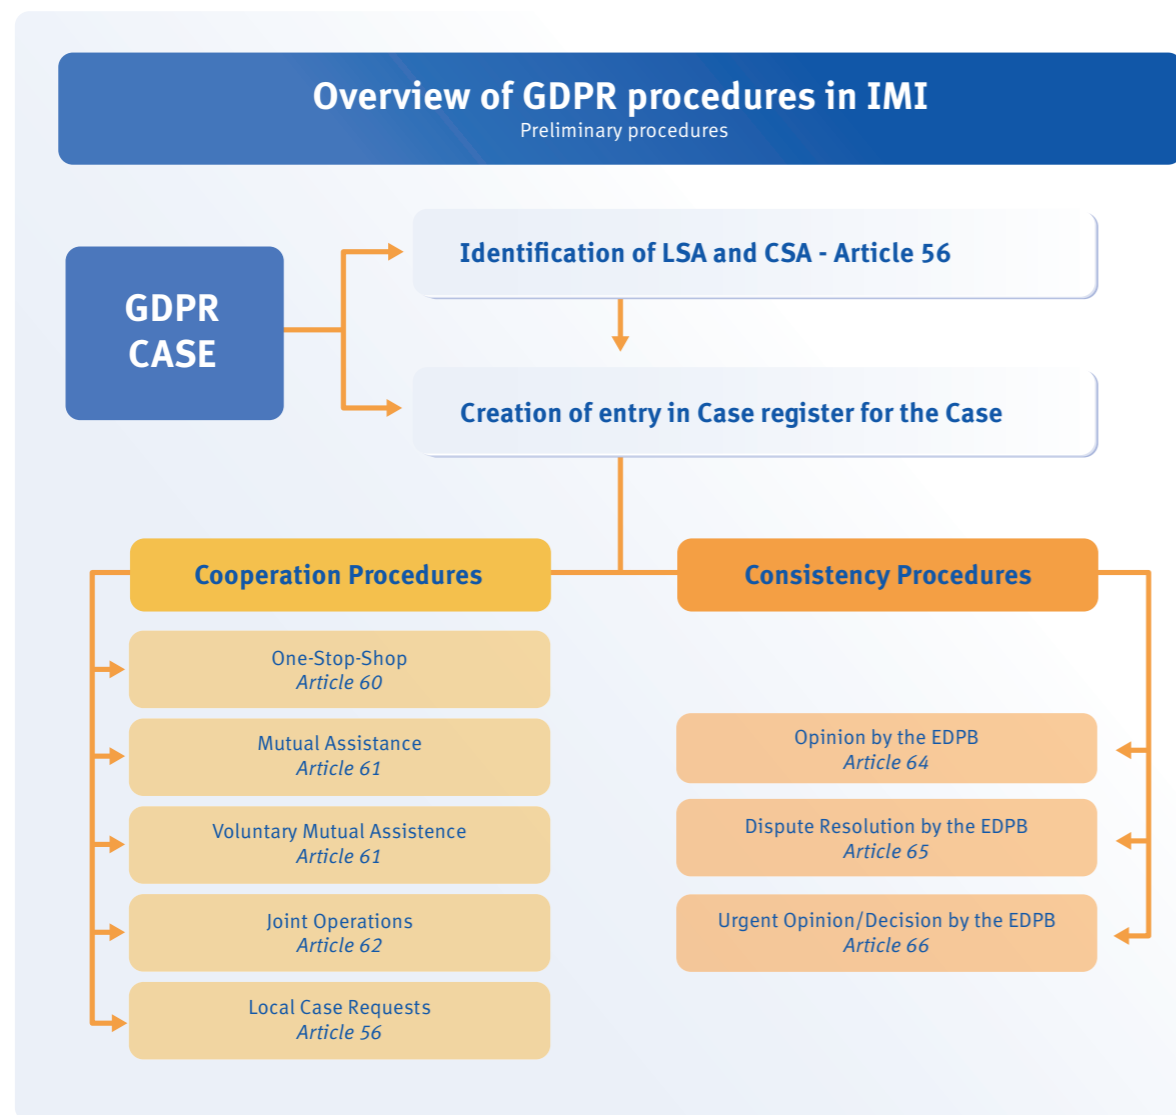 Overview of GDPR procedures in IMI
Preliminary procedures
GDPR
CASE
Identification of LSA and CSA - Article 56
Creation of entry in Case register for the Case
Cooperation Procedures
One-Stop-Shop
Article 60
Mutual Assistance
Article 61
Voluntary Mutual Assistence
Article 61
Joint Operations
Article 62
Local Case Requests
Article 56
Consistency Procedures
Opinion by the EDPB
Article 64
Dispute Resolution by the EDPB
Article 65
Urgent Opinion/Decision by the EDPB
Article 66